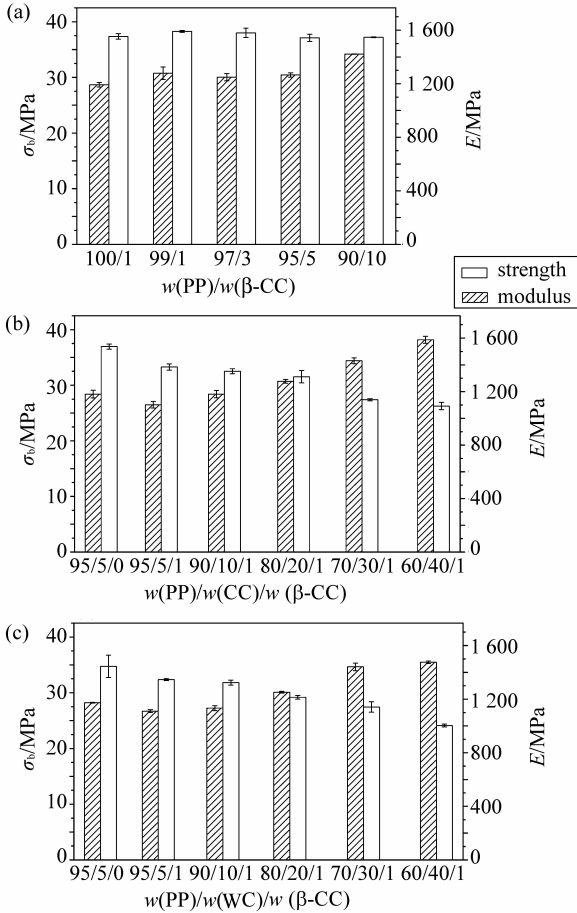 (a)
40
30
20
10
0
σb/MPa
1 600
1 200
800
400
0
E/MPa
100/1 99/1 97/3 95/5 90/10
w(PP)/w(β-CC)
strength
modulus
(b)
40
30
20
10
0
σb/MPa
1 600
1 200
800
400
0
E/MPa
95/5/0 95/5/1 90/10/1 80/20/1 70/30/1 60/40/1
w(PP)/w(CC)/w (β-CC)
(c)
40
30
20
10
0
σb/MPa
1 600
1 200
800
400
0
E/MPa
95/5/0 95/5/1 90/10/1 80/20/1 70/30/1 60/40/1
w(PP)/w(WC)/w (β-CC)